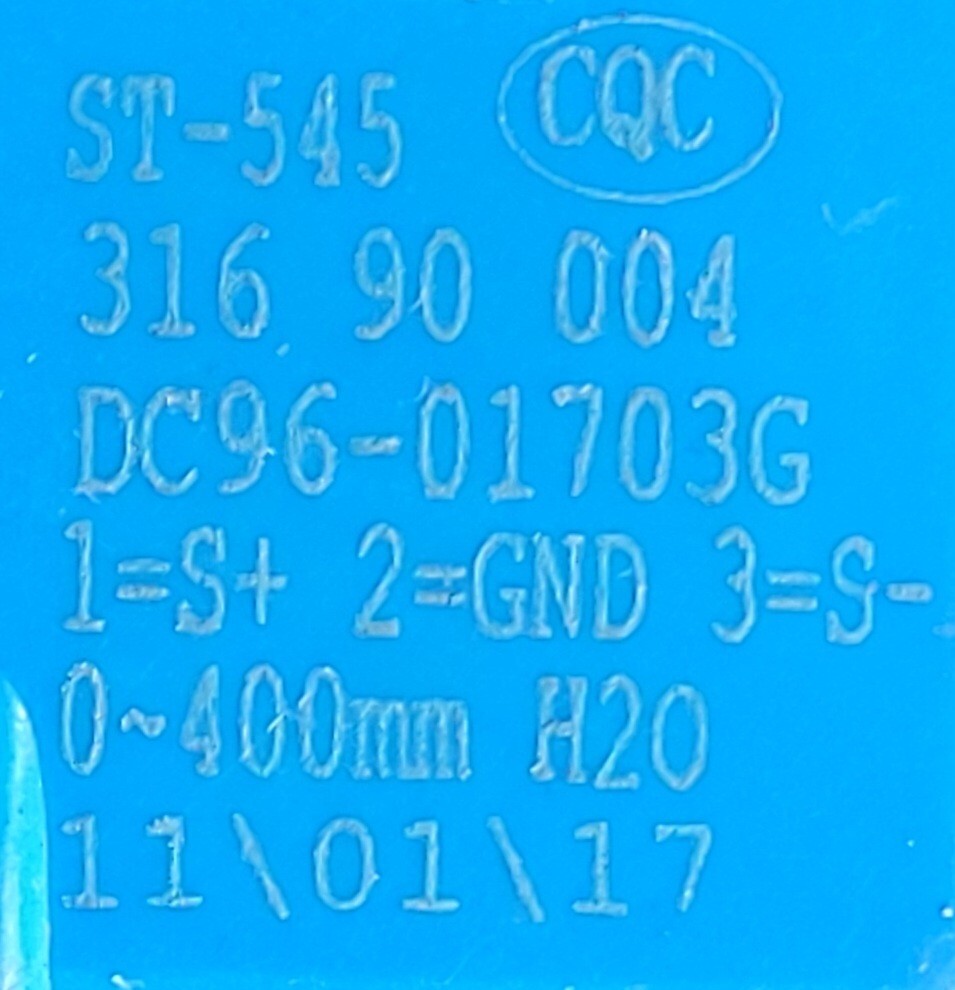 ST-545 CQC
316 90 004
DC96-01703G
1=S+ 2=GND 3=S-
0~400mm H2O
11\01\17